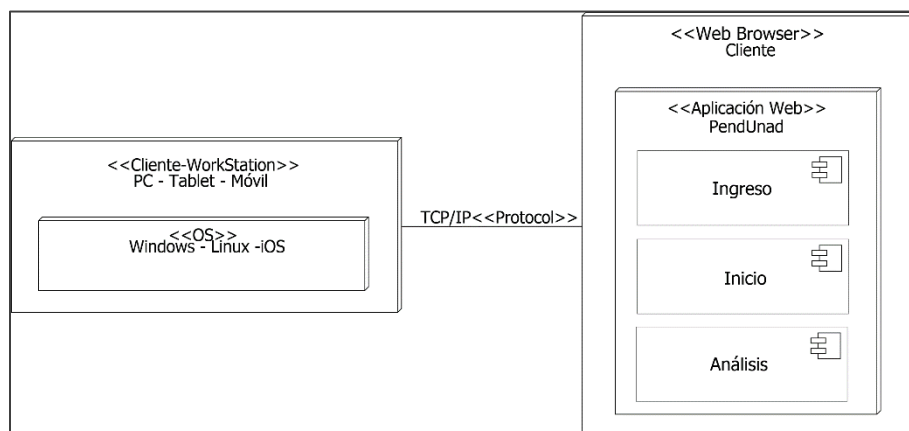 <<Cliente-WorkStation>>
PC - Tablet - Móvil
<<OS>>
Windows - Linux -iOS
TCP/IP<<Protocol>>
<<Web Browser>>
Cliente
<<Aplicación Web>>
PendUnad
Ingreso
Inicio
Análisis